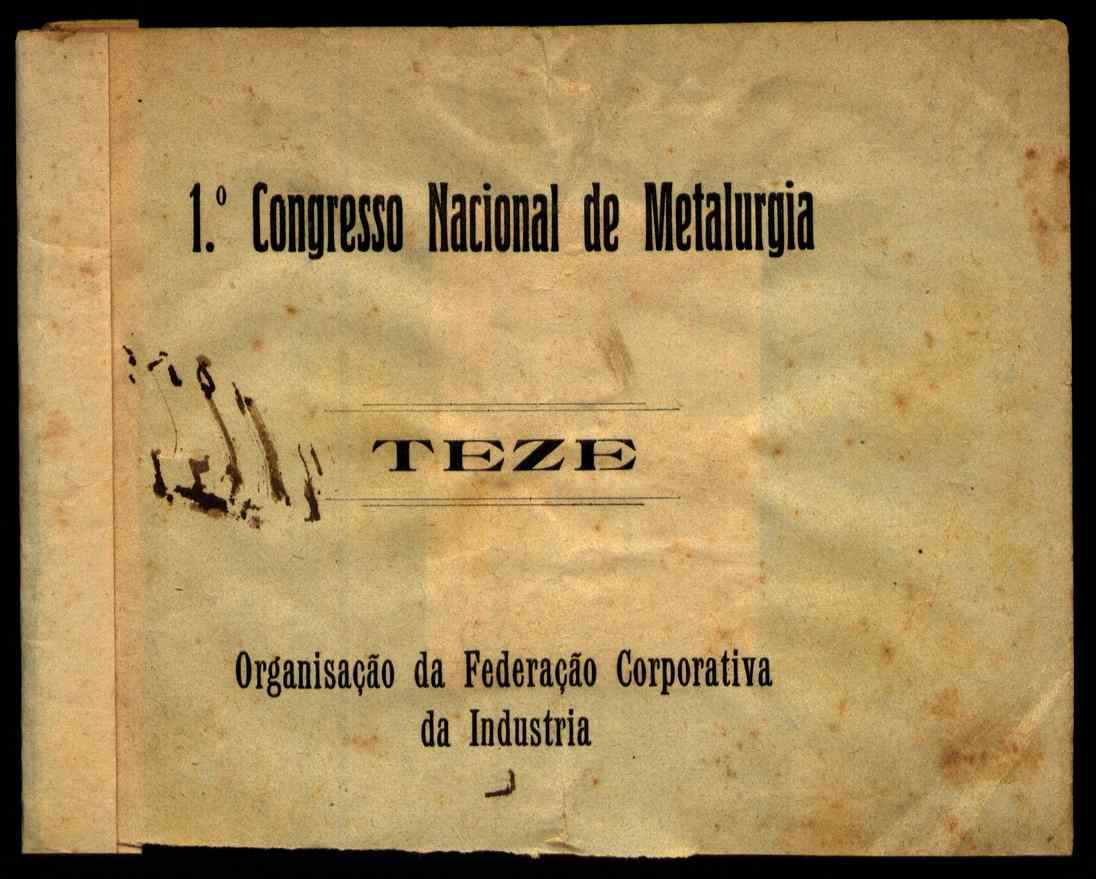 1.º Congresso Nacional de Metalurgia
TEZE
Organisação da Federação Corporativa
da Industria